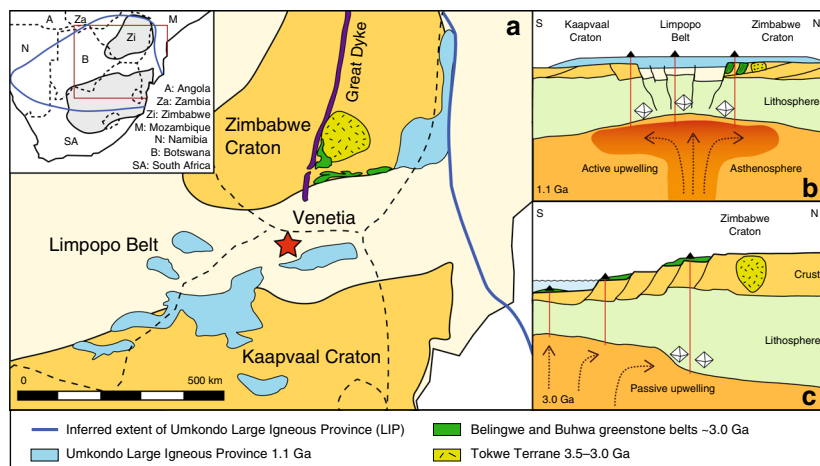 A
Za
M
Zi
N
B
A: Angola
Za: Zambia
Zi: Zimbabwe
M: Mozambique
N: Namibia
B: Botswana
SA: South Africa
SA
a
Great Dyke
Zimbabwe
Craton
Venetia
Limpopo Belt
Kaapvaal Craton
0
500 km
S
Kaapvaal
Craton
Limpopo
Belt
Zimbabwe
Craton
N
Lithosphere
Active upwelling
Asthenosphere
1.1 Ga
b
S
Zimbabwe
Craton
N
Crust
Lithosphere
Passive upwelling
3.0 Ga
c
Inferred extent of Umkondo Large Igneous Province (LIP)
Umkondo Large Igneous Province 1.1 Ga
Belingwe and Buhwa greenstone belts ~3.0 Ga
Tokwe Terrane 3.5–3.0 Ga